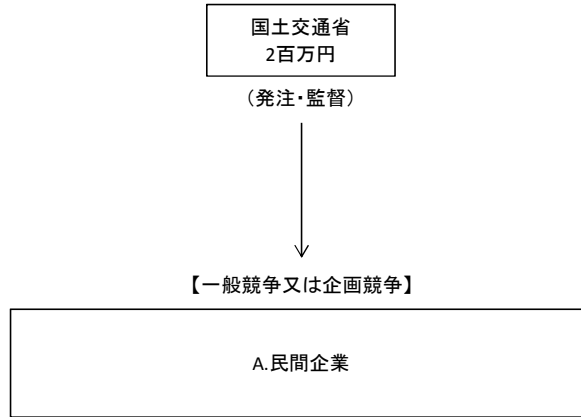 国土交通省
2百万円
（発注・監督）
【一般競争又は企画競争】
A.民間企業